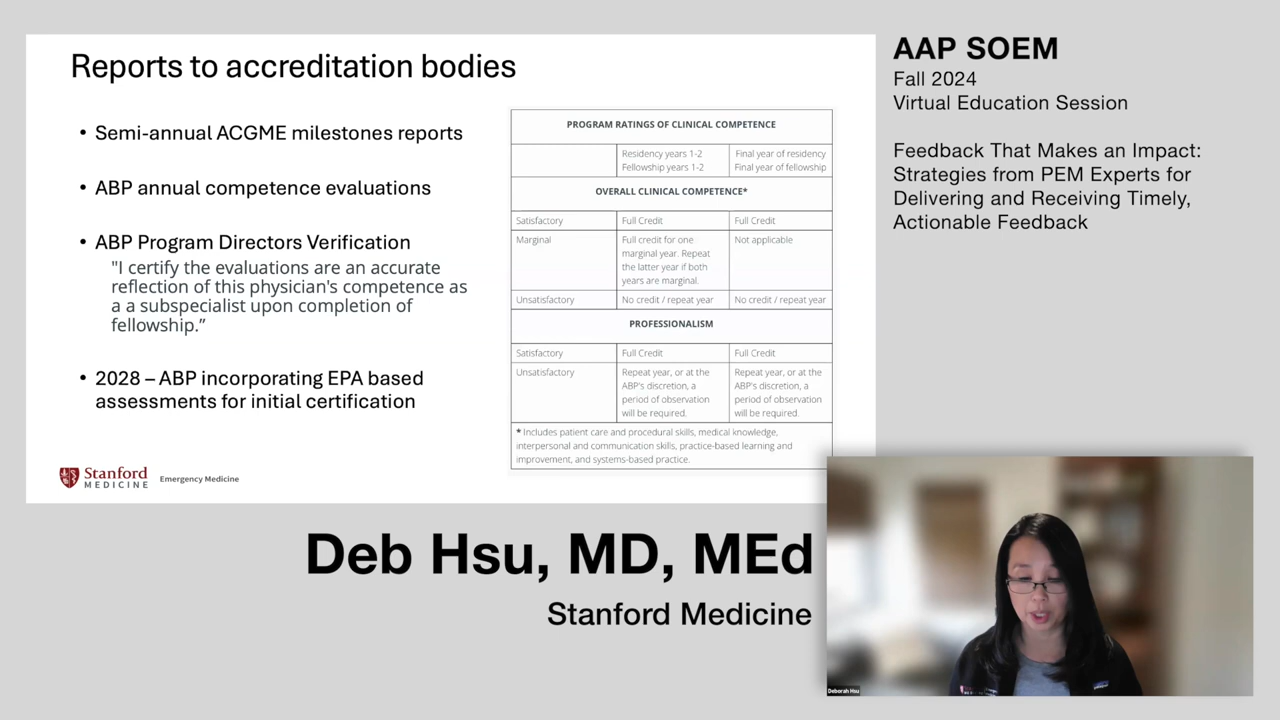 Reports to accreditation bodies
• Semi-annual ACGME milestones reports
• ABP annual competence evaluations
• ABP Program Directors Verification
"I certify the evaluations are an accurate
reflection of this physician's competence as
a a subspecialist upon completion of
fellowship.”
• 2028 – ABP incorporating EPA based
assessments for initial certification
PROGRAM RATINGS OF CLINICAL COMPETENCE
Residency years 1-2
Fellowship years 1-2
Final year of residency
Final year of fellowship
OVERALL CLINICAL COMPETENCE*
Satisfactory
Full Credit
Full Credit
Marginal
Full credit for one
marginal year. Repeat
the latter year if both
years are marginal.
Not applicable
Unsatisfactory
No credit / repeat year
No credit / repeat year
PROFESSIONALISM
Satisfactory
Full Credit
Full Credit
Unsatisfactory
Repeat year, or at the
ABP's discretion, a
period of observation
will be required.
Repeat year, or at the
ABP's discretion, a
period of observation
will be required.
* Includes patient care and procedural skills, medical knowledge,
interpersonal and communication skills, practice-based learning and
improvement, and systems-based practice.
Stanford
MEDICINE
Emergency Medicine
AAP SOEM
Fall 2024
Virtual Education Session
Feedback That Makes an Impact:
Strategies from PEM Experts for
Delivering and Receiving Timely,
Actionable Feedback
Deb Hsu, MD, MEd
Stanford Medicine
Deborah Hsu